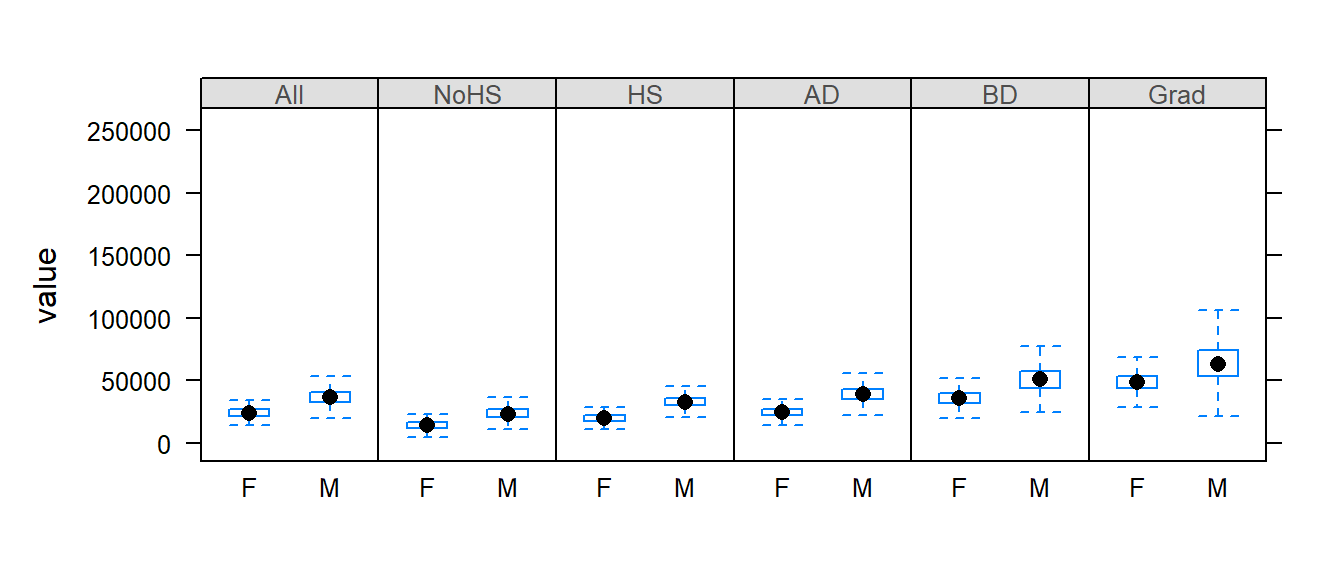 All NoHS HS AD BD Grad
250000
200000
150000
100000
50000
0
value
F M F M F M F M F M F M